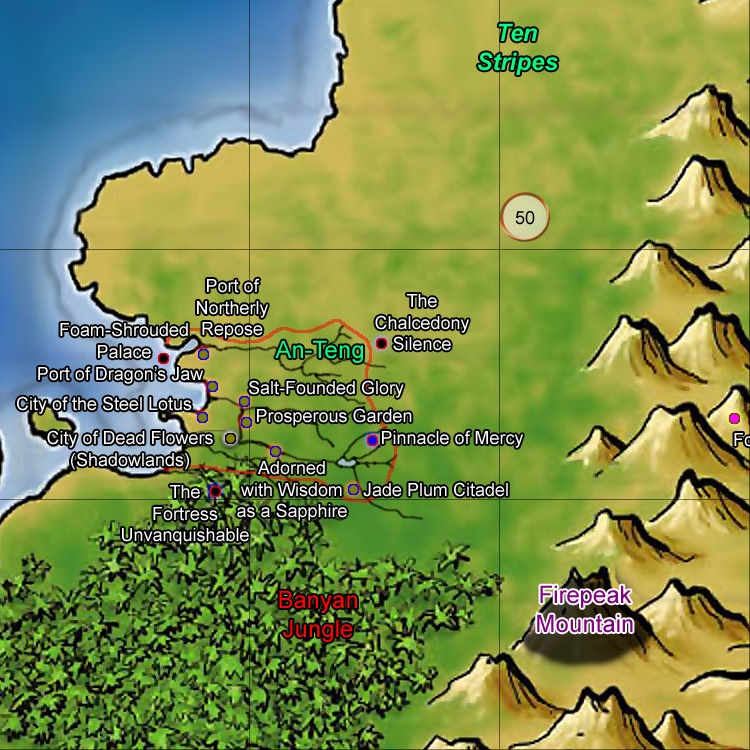 Ten
Stripes
50
Port of
Northerly
Repose
The
Chalcedony
Silence
Foam-Shrouded
Palace
An-Teng
Port of Dragon's Jaw
Salt-Founded Glory
City of the Steel Lotus
Prosperous Garden
City of Dead Flowers
(Shadowlands)
Pinnacle of Mercy
Fo
Adorned
with Wisdom
as a Sapphire
Jade Plum Citadel
The
Fortress
Unvanquishable
Banyan
Jungle
Firepeak
Mountain